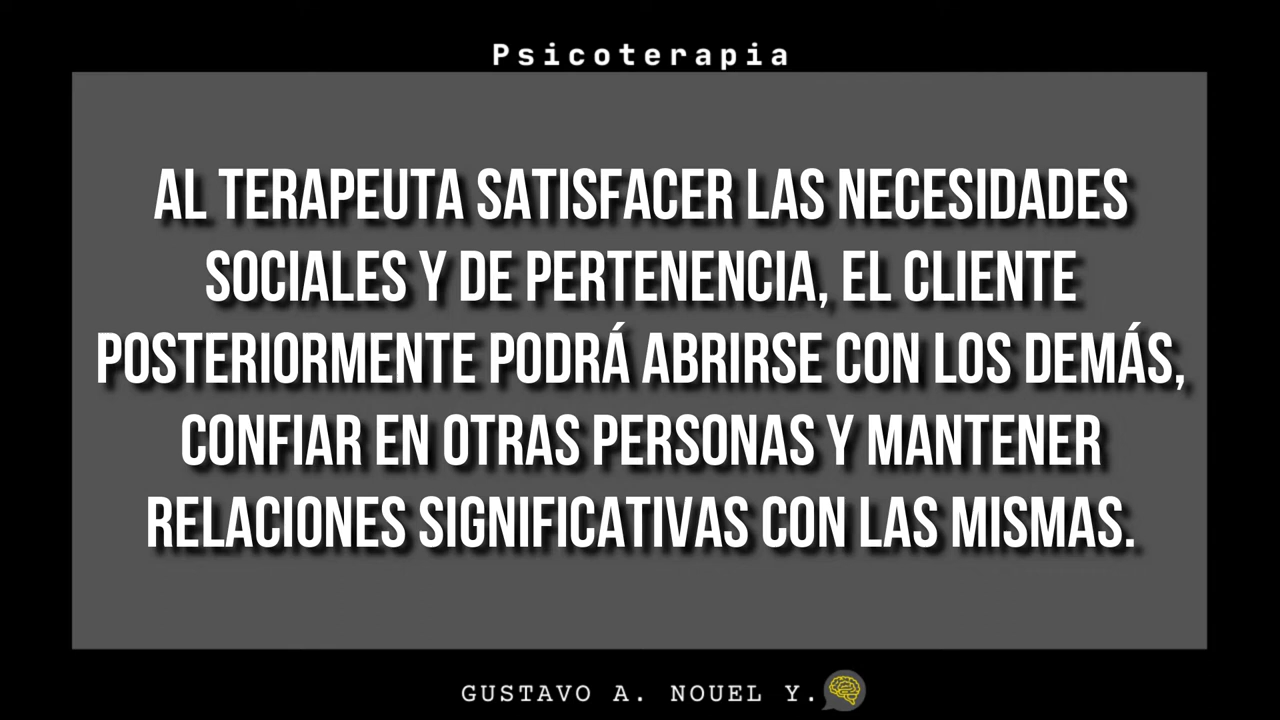 Psicoterapia
AL TERAPEUTA SATISFACER LAS NECESIDADES
SOCIALES Y DE PERTENENCIA, EL CLIENTE
POSTERIORMENTE PODRÁ ABRIRSE CON LOS DEMÁS,
CONFIAR EN OTRAS PERSONAS Y MANTENER
RELACIONES SIGNIFICATIVAS CON LAS MISMAS.
GUSTAVO A. NOUEL Y.